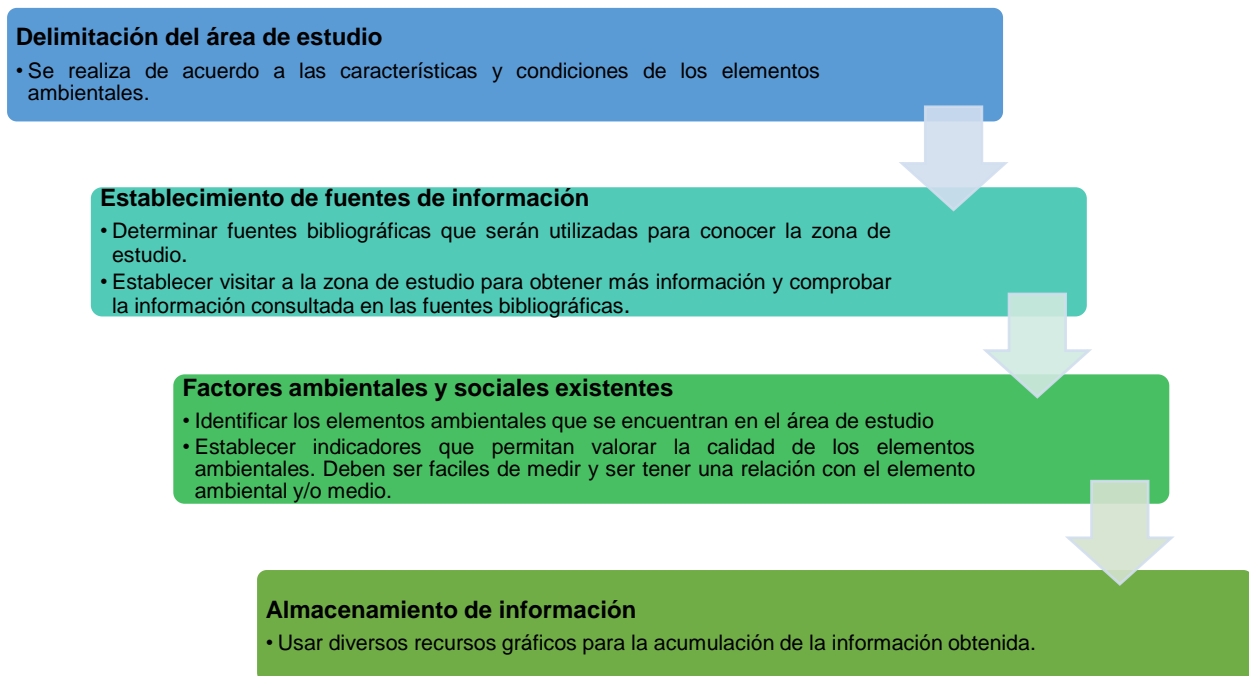 Delimitación del área de estudio
• Se realiza de acuerdo a las características y condiciones de los elementos
ambientales.
Establecimiento de fuentes de información
• Determinar fuentes bibliográficas que serán utilizadas para conocer la zona de
estudio.
• Establecer visitar a la zona de estudio para obtener más información y comprobar
la información consultada en las fuentes bibliográficas.
Factores ambientales y sociales existentes
• Identificar los elementos ambientales que se encuentran en el área de estudio
• Establecer indicadores que permitan valorar la calidad de los elementos
ambientales. Deben ser faciles de medir y ser tener una relación con el elemento
ambiental y/o medio.
Almacenamiento de información
• Usar diversos recursos gráficos para la acumulación de la información obtenida.